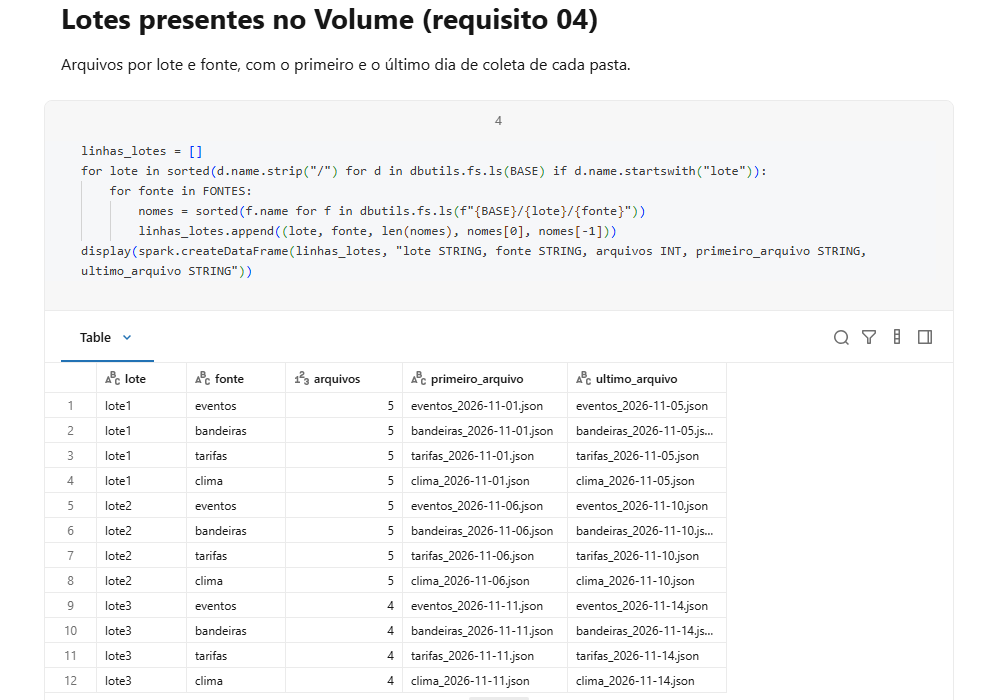 Lotes presentes no Volume (requisito 04)
Arquivos por lote e fonte, com o primeiro e o último dia de coleta de cada pasta.
4
linhas_lotes = []
for lote in sorted(d.name.strip("/") for d in dbutils.fs.ls(BASE) if d.name.startswith("lote")):
    for fonte in FONTES:
        nomes = sorted(f.name for f in dbutils.fs.ls(f"{BASE}/{lote}/{fonte}"))
        linhas_lotes.append((lote, fonte, len(nomes), nomes[0], nomes[-1]))
display(spark.createDataFrame(linhas_lotes, "lote STRING, fonte STRING, arquivos INT, primeiro_arquivo STRING,
ultimo_arquivo STRING"))
Table
lote fonte arquivos primeiro_arquivo ultimo_arquivo
1 lote1 eventos 5 eventos_2026-11-01.json eventos_2026-11-05.json
2 lote1 bandeiras 5 bandeiras_2026-11-01.json bandeiras_2026-11-05.js...
3 lote1 tarifas 5 tarifas_2026-11-01.json tarifas_2026-11-05.json
4 lote1 clima 5 clima_2026-11-01.json clima_2026-11-05.json
5 lote2 eventos 5 eventos_2026-11-06.json eventos_2026-11-10.json
6 lote2 bandeiras 5 bandeiras_2026-11-06.json bandeiras_2026-11-10.js...
7 lote2 tarifas 5 tarifas_2026-11-06.json tarifas_2026-11-10.json
8 lote2 clima 5 clima_2026-11-06.json clima_2026-11-10.json
9 lote3 eventos 4 eventos_2026-11-11.json eventos_2026-11-14.json
10 lote3 bandeiras 4 bandeiras_2026-11-11.json bandeiras_2026-11-14.js...
11 lote3 tarifas 4 tarifas_2026-11-11.json tarifas_2026-11-14.json
12 lote3 clima 4 clima_2026-11-11.json clima_2026-11-14.json